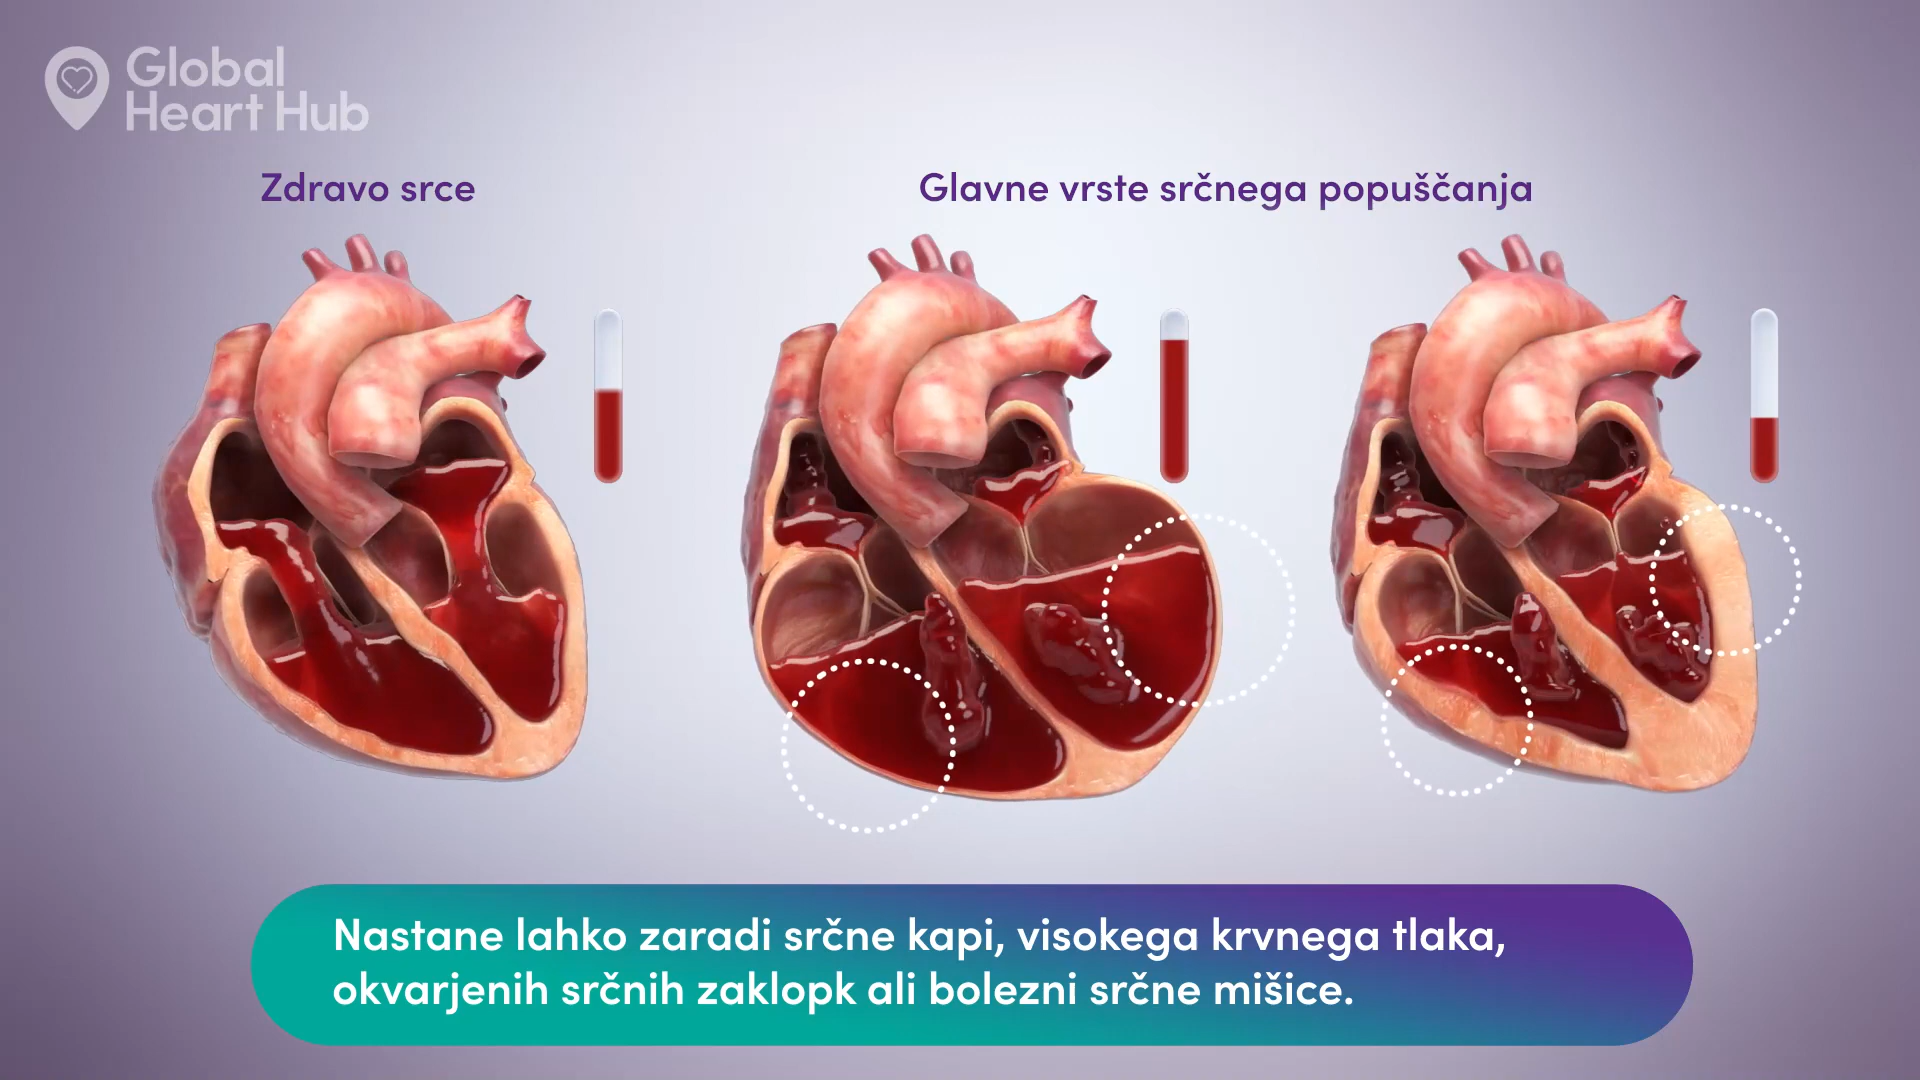 Global
Heart Hub
Zdravo srce
Glavne vrste srčnega popuščanja
Nastane lahko zaradi srčne kapi, visokega krvnega tlaka,
okvarjenih srčnih zaklopk ali bolezni srčne mišice.